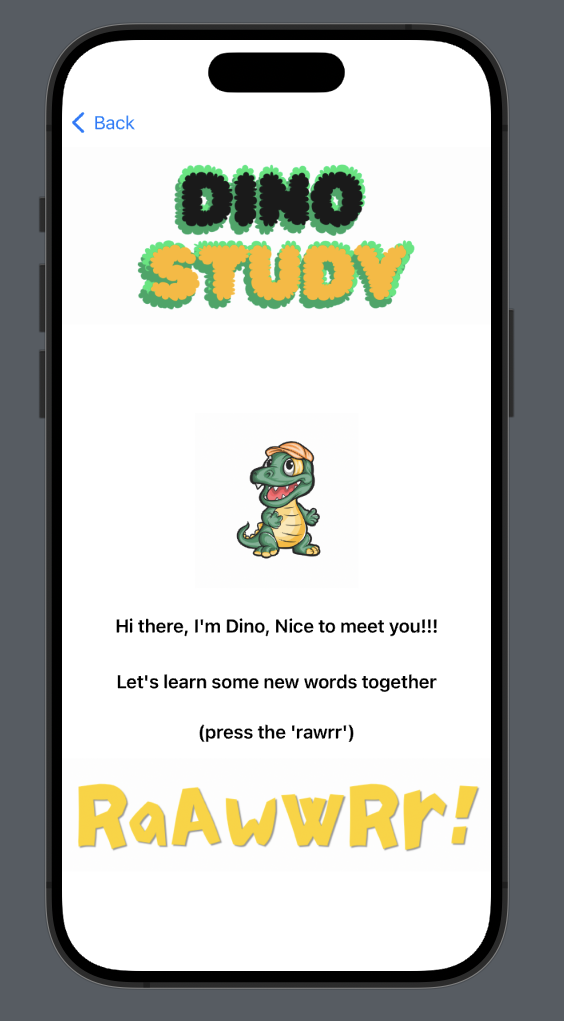 Back
DINO
STUDY
Hi there, I'm Dino, Nice to meet you!!!
Let's learn some new words together
(press the 'rawrr')
RaAwwRr!